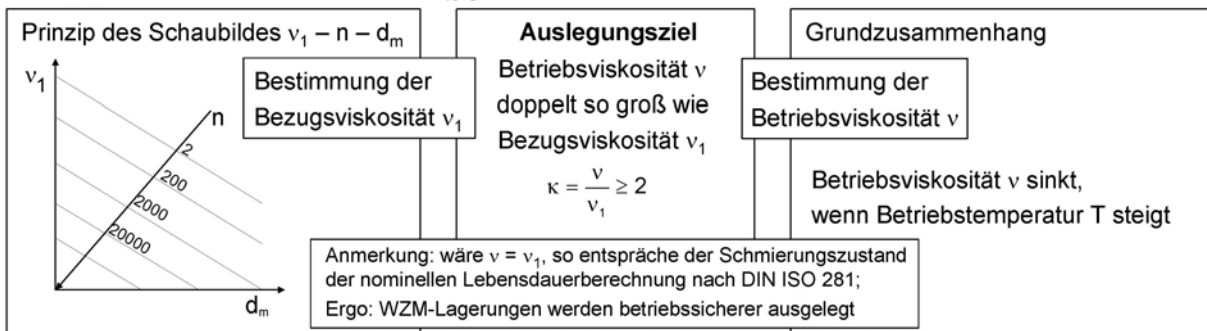 Prinzip des Schaubildes ν₁ – n – dₘ
ν₁
n
2
200
2000
20000
dₘ
Bestimmung der
Bezugsviskosität ν₁
Auslegungsziel
Betriebsviskosität ν
doppelt so groß wie
Bezugsviskosität ν₁
κ = ν / ν₁ ≥ 2
Grundzusammenhang
Bestimmung der
Betriebsviskosität ν
Betriebsviskosität ν sinkt,
wenn Betriebstemperatur T steigt
Anmerkung: wäre ν = ν₁, so entspräche der Schmierungszustand
der nominellen Lebensdauerberechnung nach DIN ISO 281;
Ergo: WZM-Lagerungen werden betriebssicherer ausgelegt